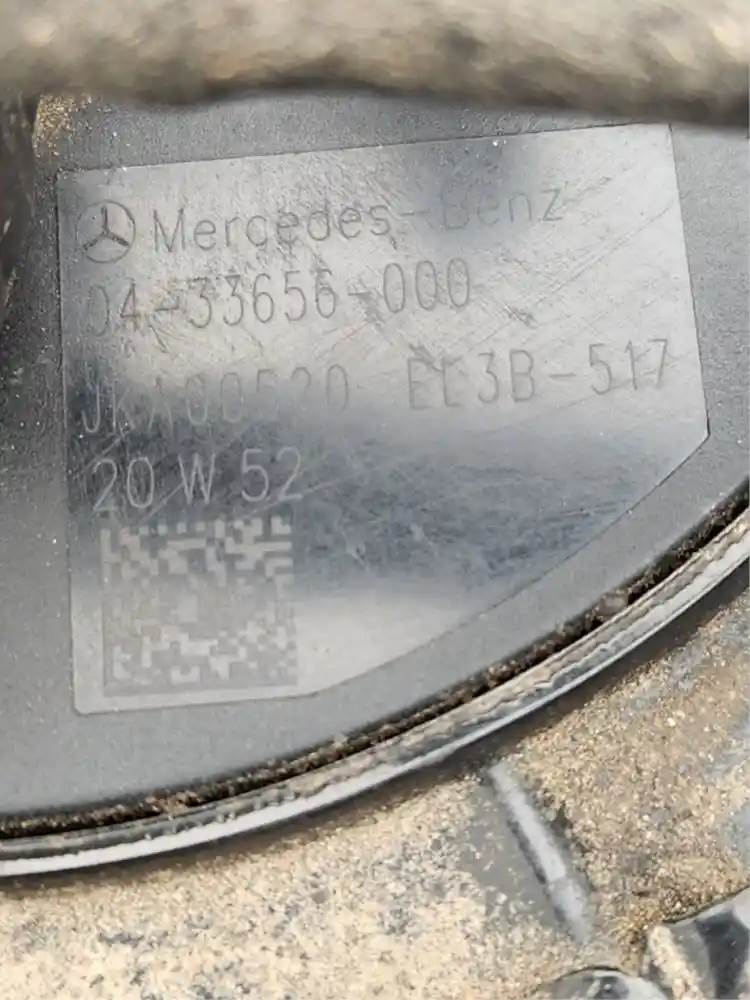 Mercedes-Benz
04-33656-000
JKA00520 EL3B-517
20 W 52